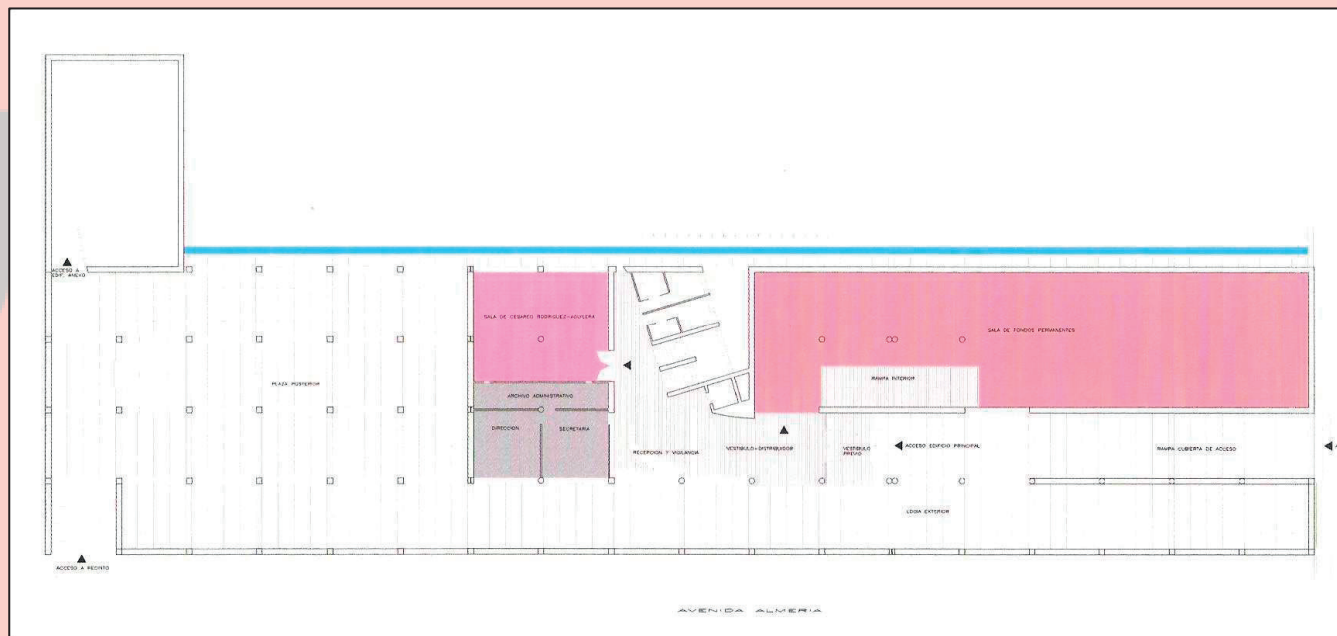 ACCESO A
EDIF. ANEXO
SALA DE CESAREO RODRIGUEZ-AGUILERA
SALA DE FONDOS PERMANENTES
PLAZA POSTERIOR
RAMPA INTERIOR
ARCHIVO ADMINISTRATIVO
DIRECCION
SECRETARIA
RECEPCION Y VIGILANCIA
VESTIBULO-DISTRIBUIDOR
VESTIBULO
PREVIO
ACCESO EDIFICIO PRINCIPAL
RAMPA CUBIERTA DE ACCESO
LOGIA EXTERIOR
ACCESO A RECINTO
AVENIDA ALMERIA